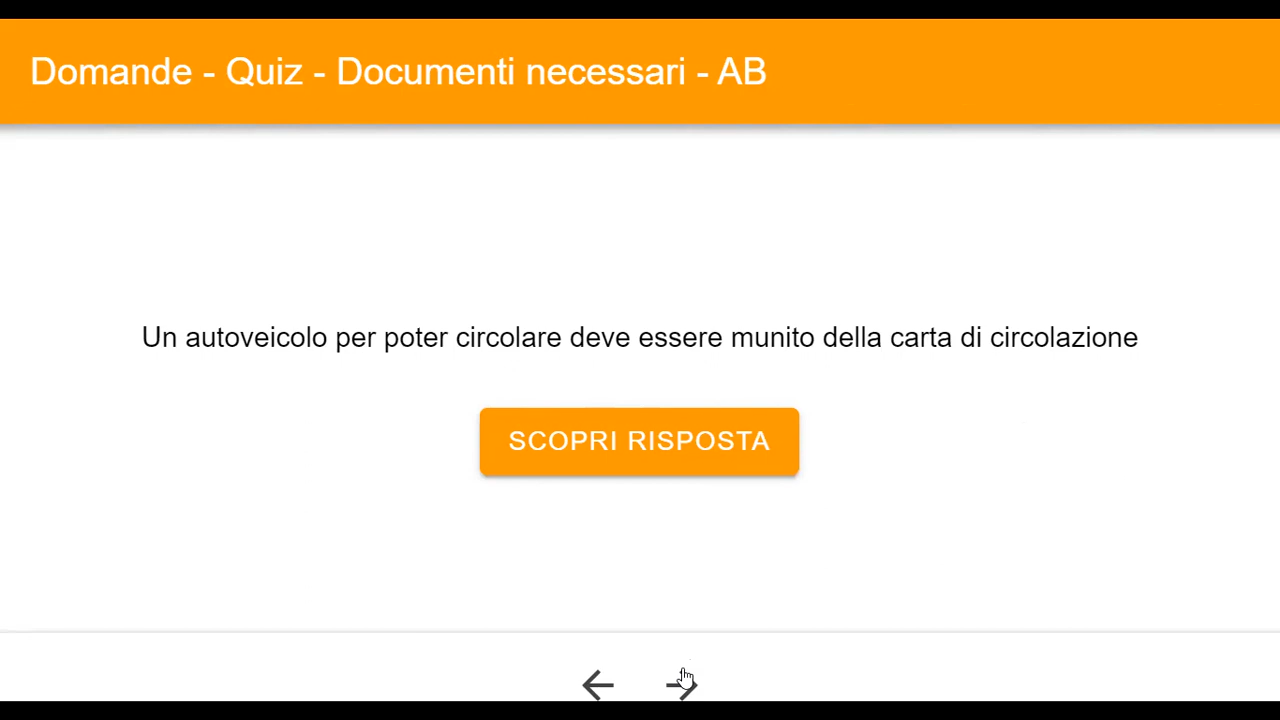 Domande - Quiz - Documenti necessari - AB
Un autoveicolo per poter circolare deve essere munito della carta di circolazione
SCOPRI RISPOSTA